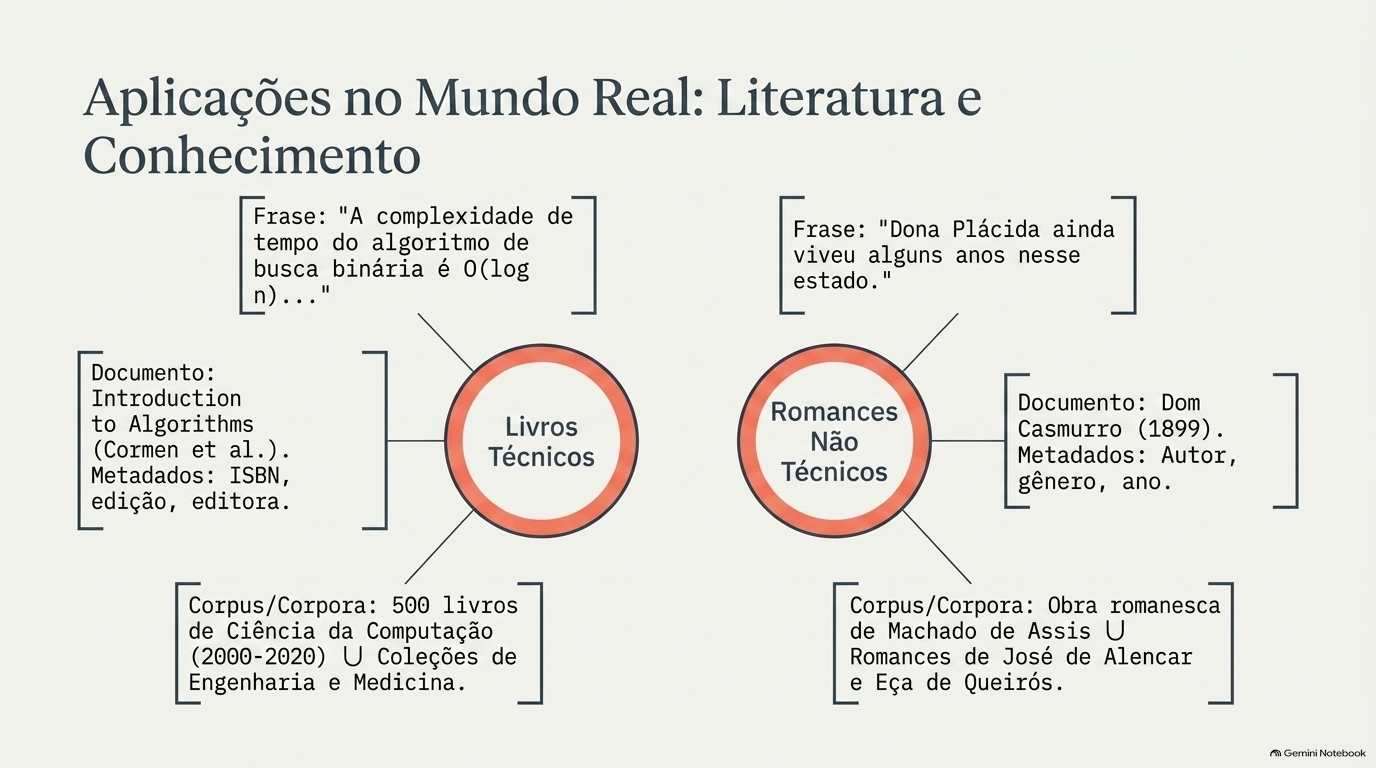 Aplicações no Mundo Real: Literatura e
Conhecimento
Frase: "A complexidade de
tempo do algoritmo de
busca binária é O(log
n)..."
Documento:
Introduction
to Algorithms
(Cormen et al.).
Metadados: ISBN,
edição, editora.
Livros
Técnicos
Corpus/Corpora: 500 livros
de Ciência da Computação
(2000-2020) ∪ Coleções de
Engenharia e Medicina.
Frase: "Dona Plácida ainda
viveu alguns anos nesse
estado."
Romances
Não
Técnicos
Documento: Dom
Casmurro (1899).
Metadados: Autor,
gênero, ano.
Corpus/Corpora: Obra romanesca
de Machado de Assis ∪
Romances de José de Alencar
e Eça de Queirós.
Gemini Notebook